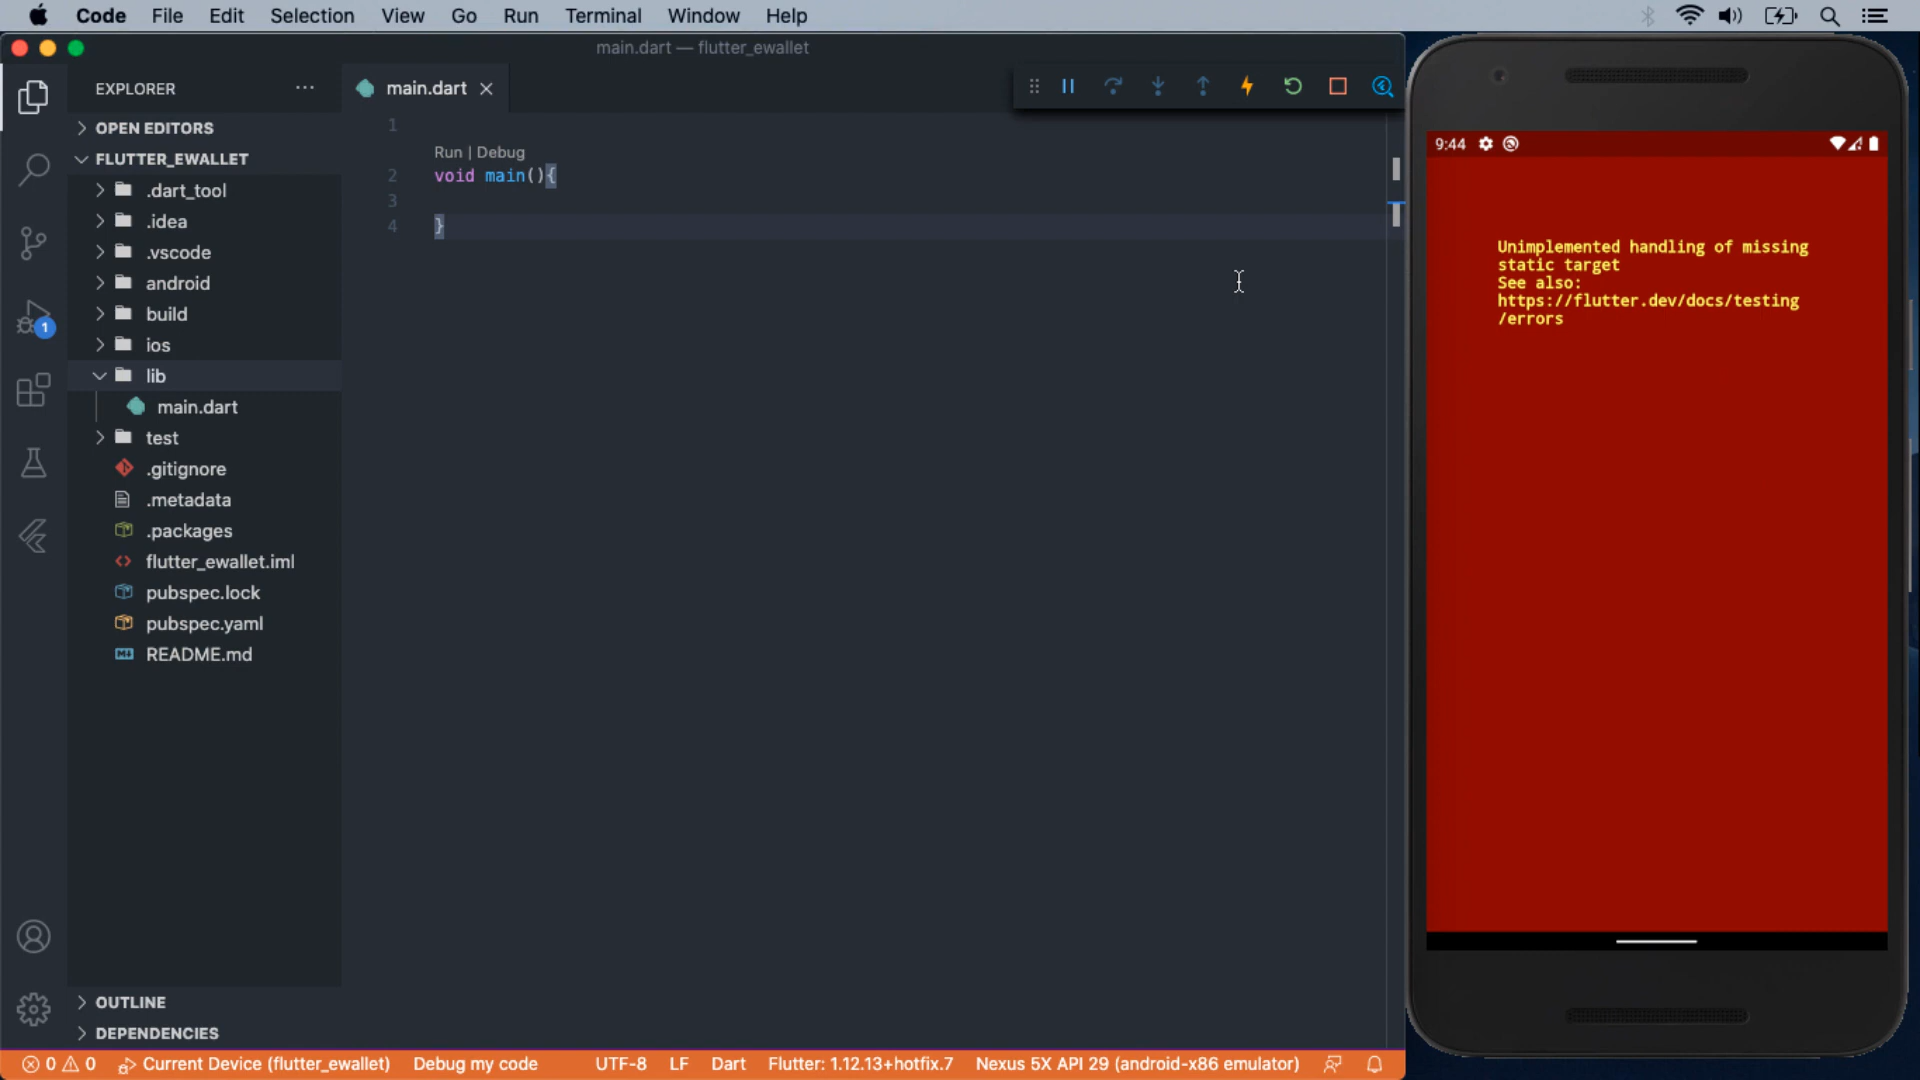 Code File Edit Selection View Go Run Terminal Window Help
main.dart — flutter_ewallet
EXPLORER
OPEN EDITORS
FLUTTER_EWALLET
.dart_tool
.idea
.vscode
android
build
ios
lib
main.dart
test
.gitignore
.metadata
.packages
flutter_ewallet.iml
pubspec.lock
pubspec.yaml
README.md
OUTLINE
DEPENDENCIES
1
main.dart
1
Run | Debug
2 void main(){
3
4 }
9:44
Unimplemented handling of missing
static target
See also:
https://flutter.dev/docs/testing
/errors
0 0 Current Device (flutter_ewallet) Debug my code UTF-8 LF Dart Flutter: 1.12.13+hotfix.7 Nexus 5X API 29 (android-x86 emulator)